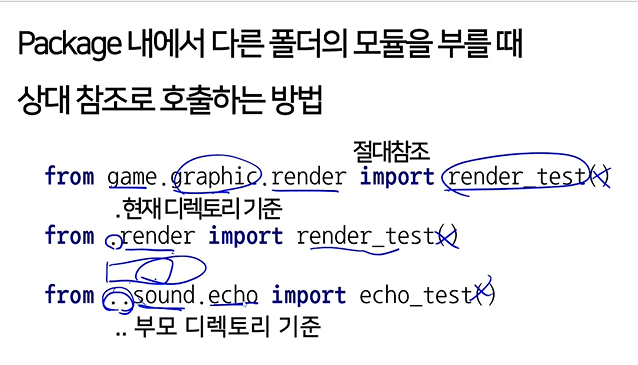 Package 내에서 다른 폴더의 모듈을 부를 때
상대 참조로 호출하는 방법
절대참조
from game.graphic.render import render_test()
.현재 디렉토리 기준
from .render import render_test()
from ..sound.echo import echo_test()
.. 부모 디렉토리 기준